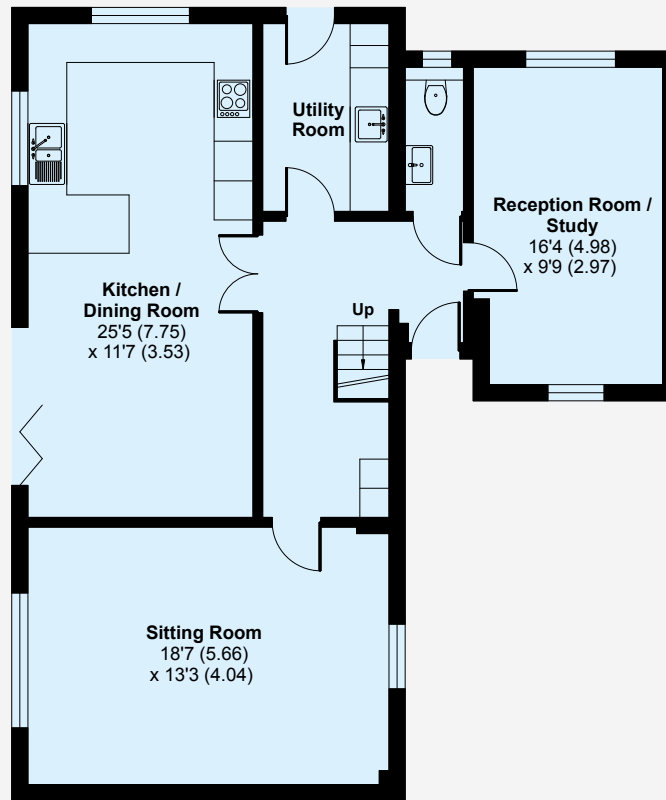 Utility
Room
Reception Room /
Study
16'4 (4.98)
x 9'9 (2.97)
Kitchen /
Dining Room
25'5 (7.75)
x 11'7 (3.53)
Up
Sitting Room
18'7 (5.66)
x 13'3 (4.04)